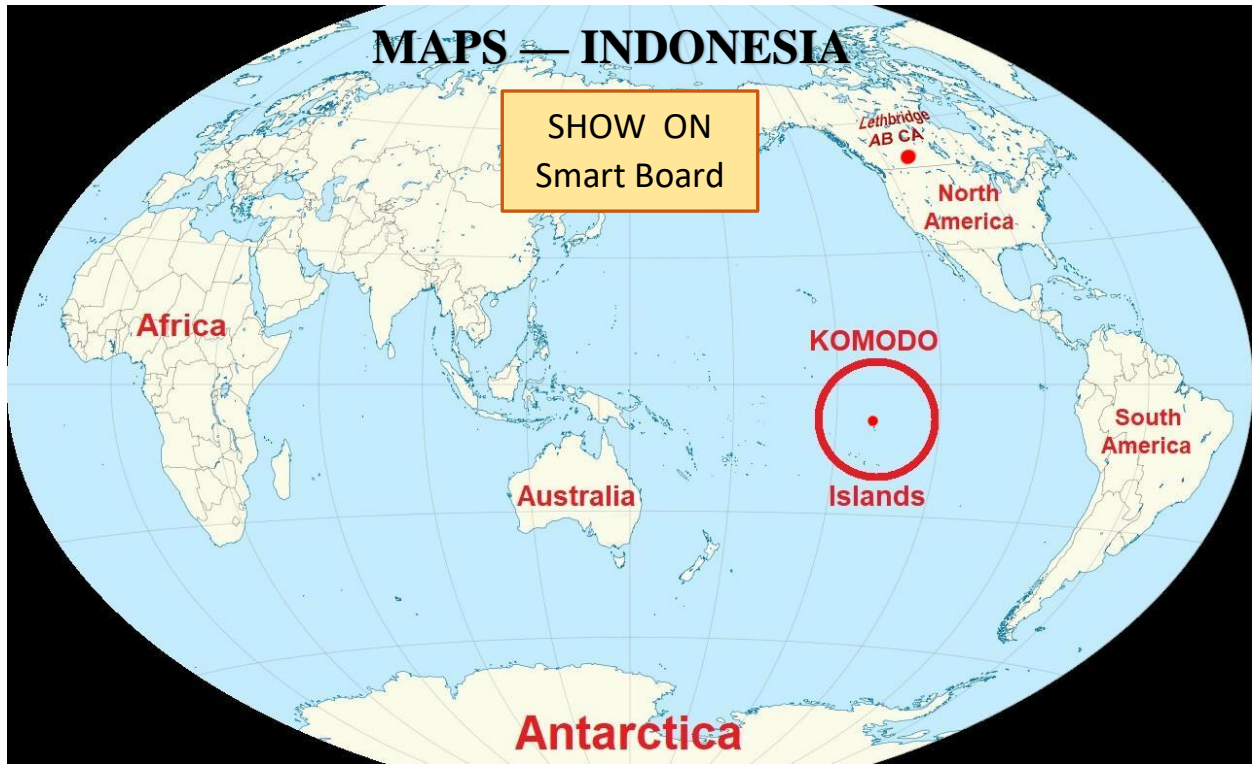 MAPS — INDONESIA
SHOW ON
Smart Board
Lethbridge
AB CA
North
America
Africa
KOMODO
Islands
South
America
Australia
Antarctica